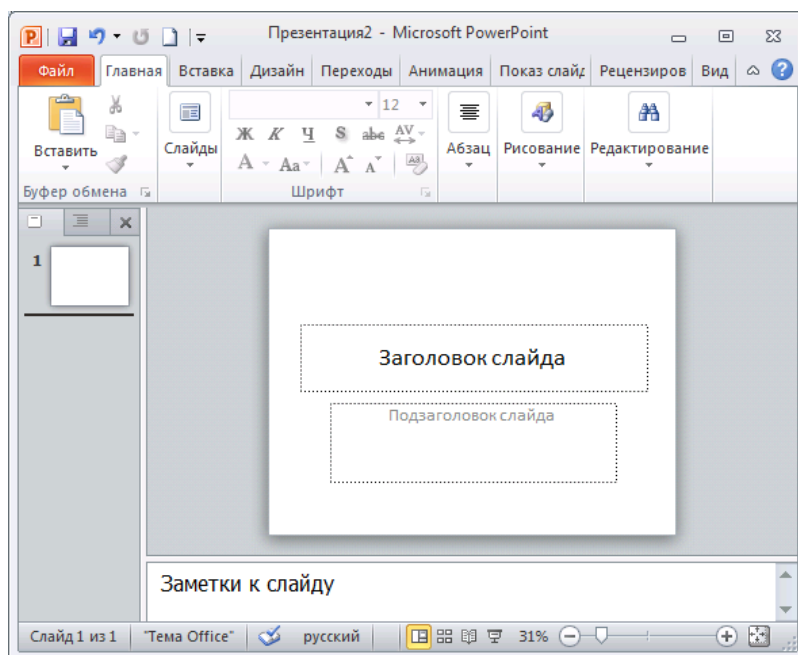 Презентация2 - Microsoft PowerPoint
Файл Главная Вставка Дизайн Переходы Анимация Показ слайд Рецензиров Вид
12
Ж К Ч S abc AV
Вставить Слайды A Aa A A Абзац Рисование Редактирование
Буфер обмена Шрифт
1
Заголовок слайда
Подзаголовок слайда
Заметки к слайду
Слайд 1 из 1 "Тема Office" русский 31%